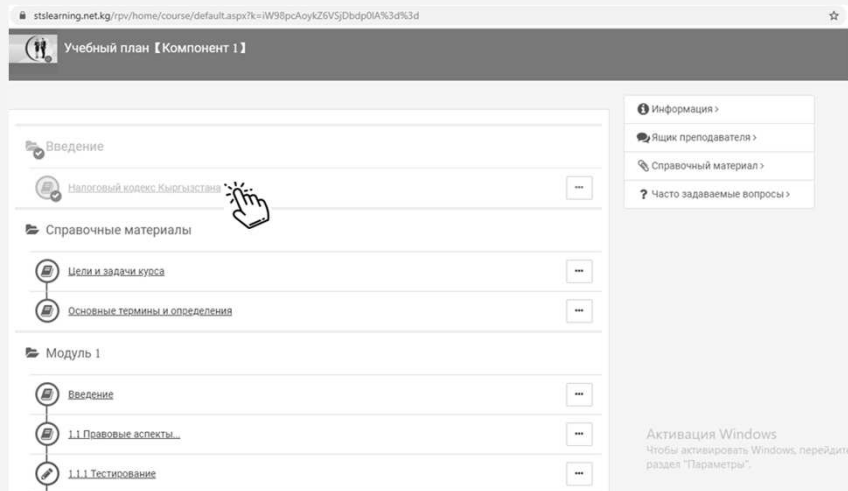 stslearning.net.kg/rpv/home/course/default.aspx?k=iW98pcAoykZ6VSjDbdp0IA%3d%3d
Учебный план【Компонент 1】
Введение
Налоговый кодекс Кыргызстана
Справочные материалы
Цели и задачи курса
Основные термины и определения
Модуль 1
Введение
1.1 Правовые аспекты...
1.1.1 Тестирование
Информация >
Ящик преподавателя >
Справочный материал >
Часто задаваемые вопросы >
Активация Windows
Чтобы активировать Windows, перейдите
раздел "Параметры".